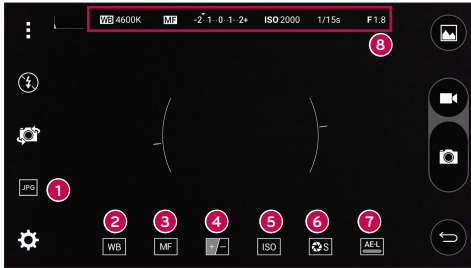 WB 4600K MF -2·1··0··1··2+ ISO 2000 1/15s F1.8
8
JPG 1
2 3 4 5 6 7
WB MF +/- ISO S AE-L